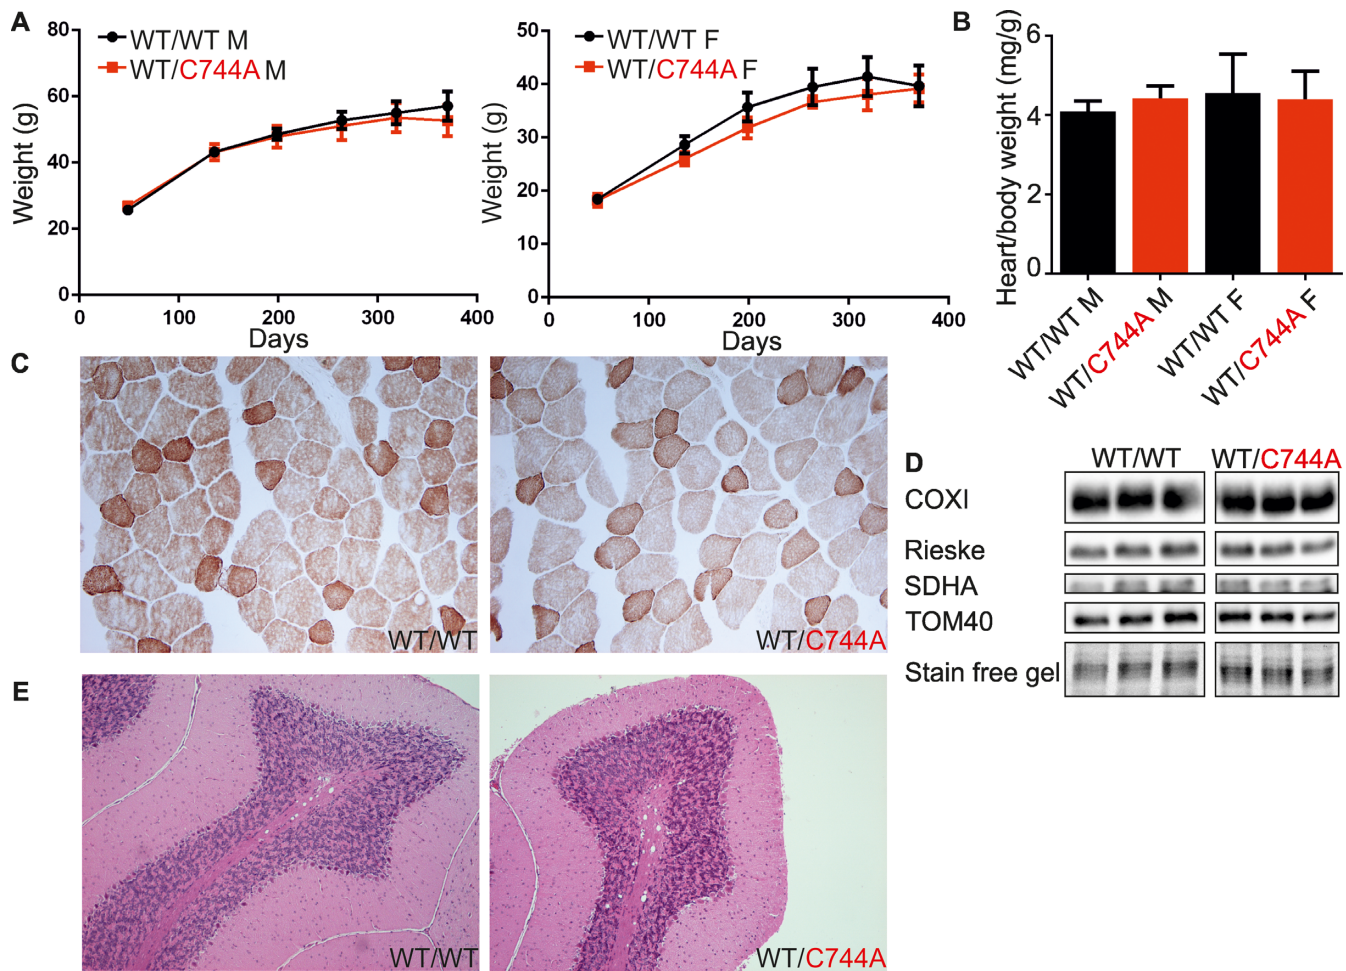 A
80
60
40
20
0
Weight (g)
WT/WT M
WT/C744A M
0 100 200 300 400
Days
50
40
30
20
10
0
Weight (g)
WT/WT F
WT/C744A F
0 100 200 300 400
Days
B
Heart/body weight (mg/g)
6
4
2
0
WT/WT M
WT/C744A M
WT/WT F
WT/C744A F
C
WT/WT
WT/C744A
D
WT/WT WT/C744A
COXI
Rieske
SDHA
TOM40
Stain free gel
E
WT/WT
WT/C744A